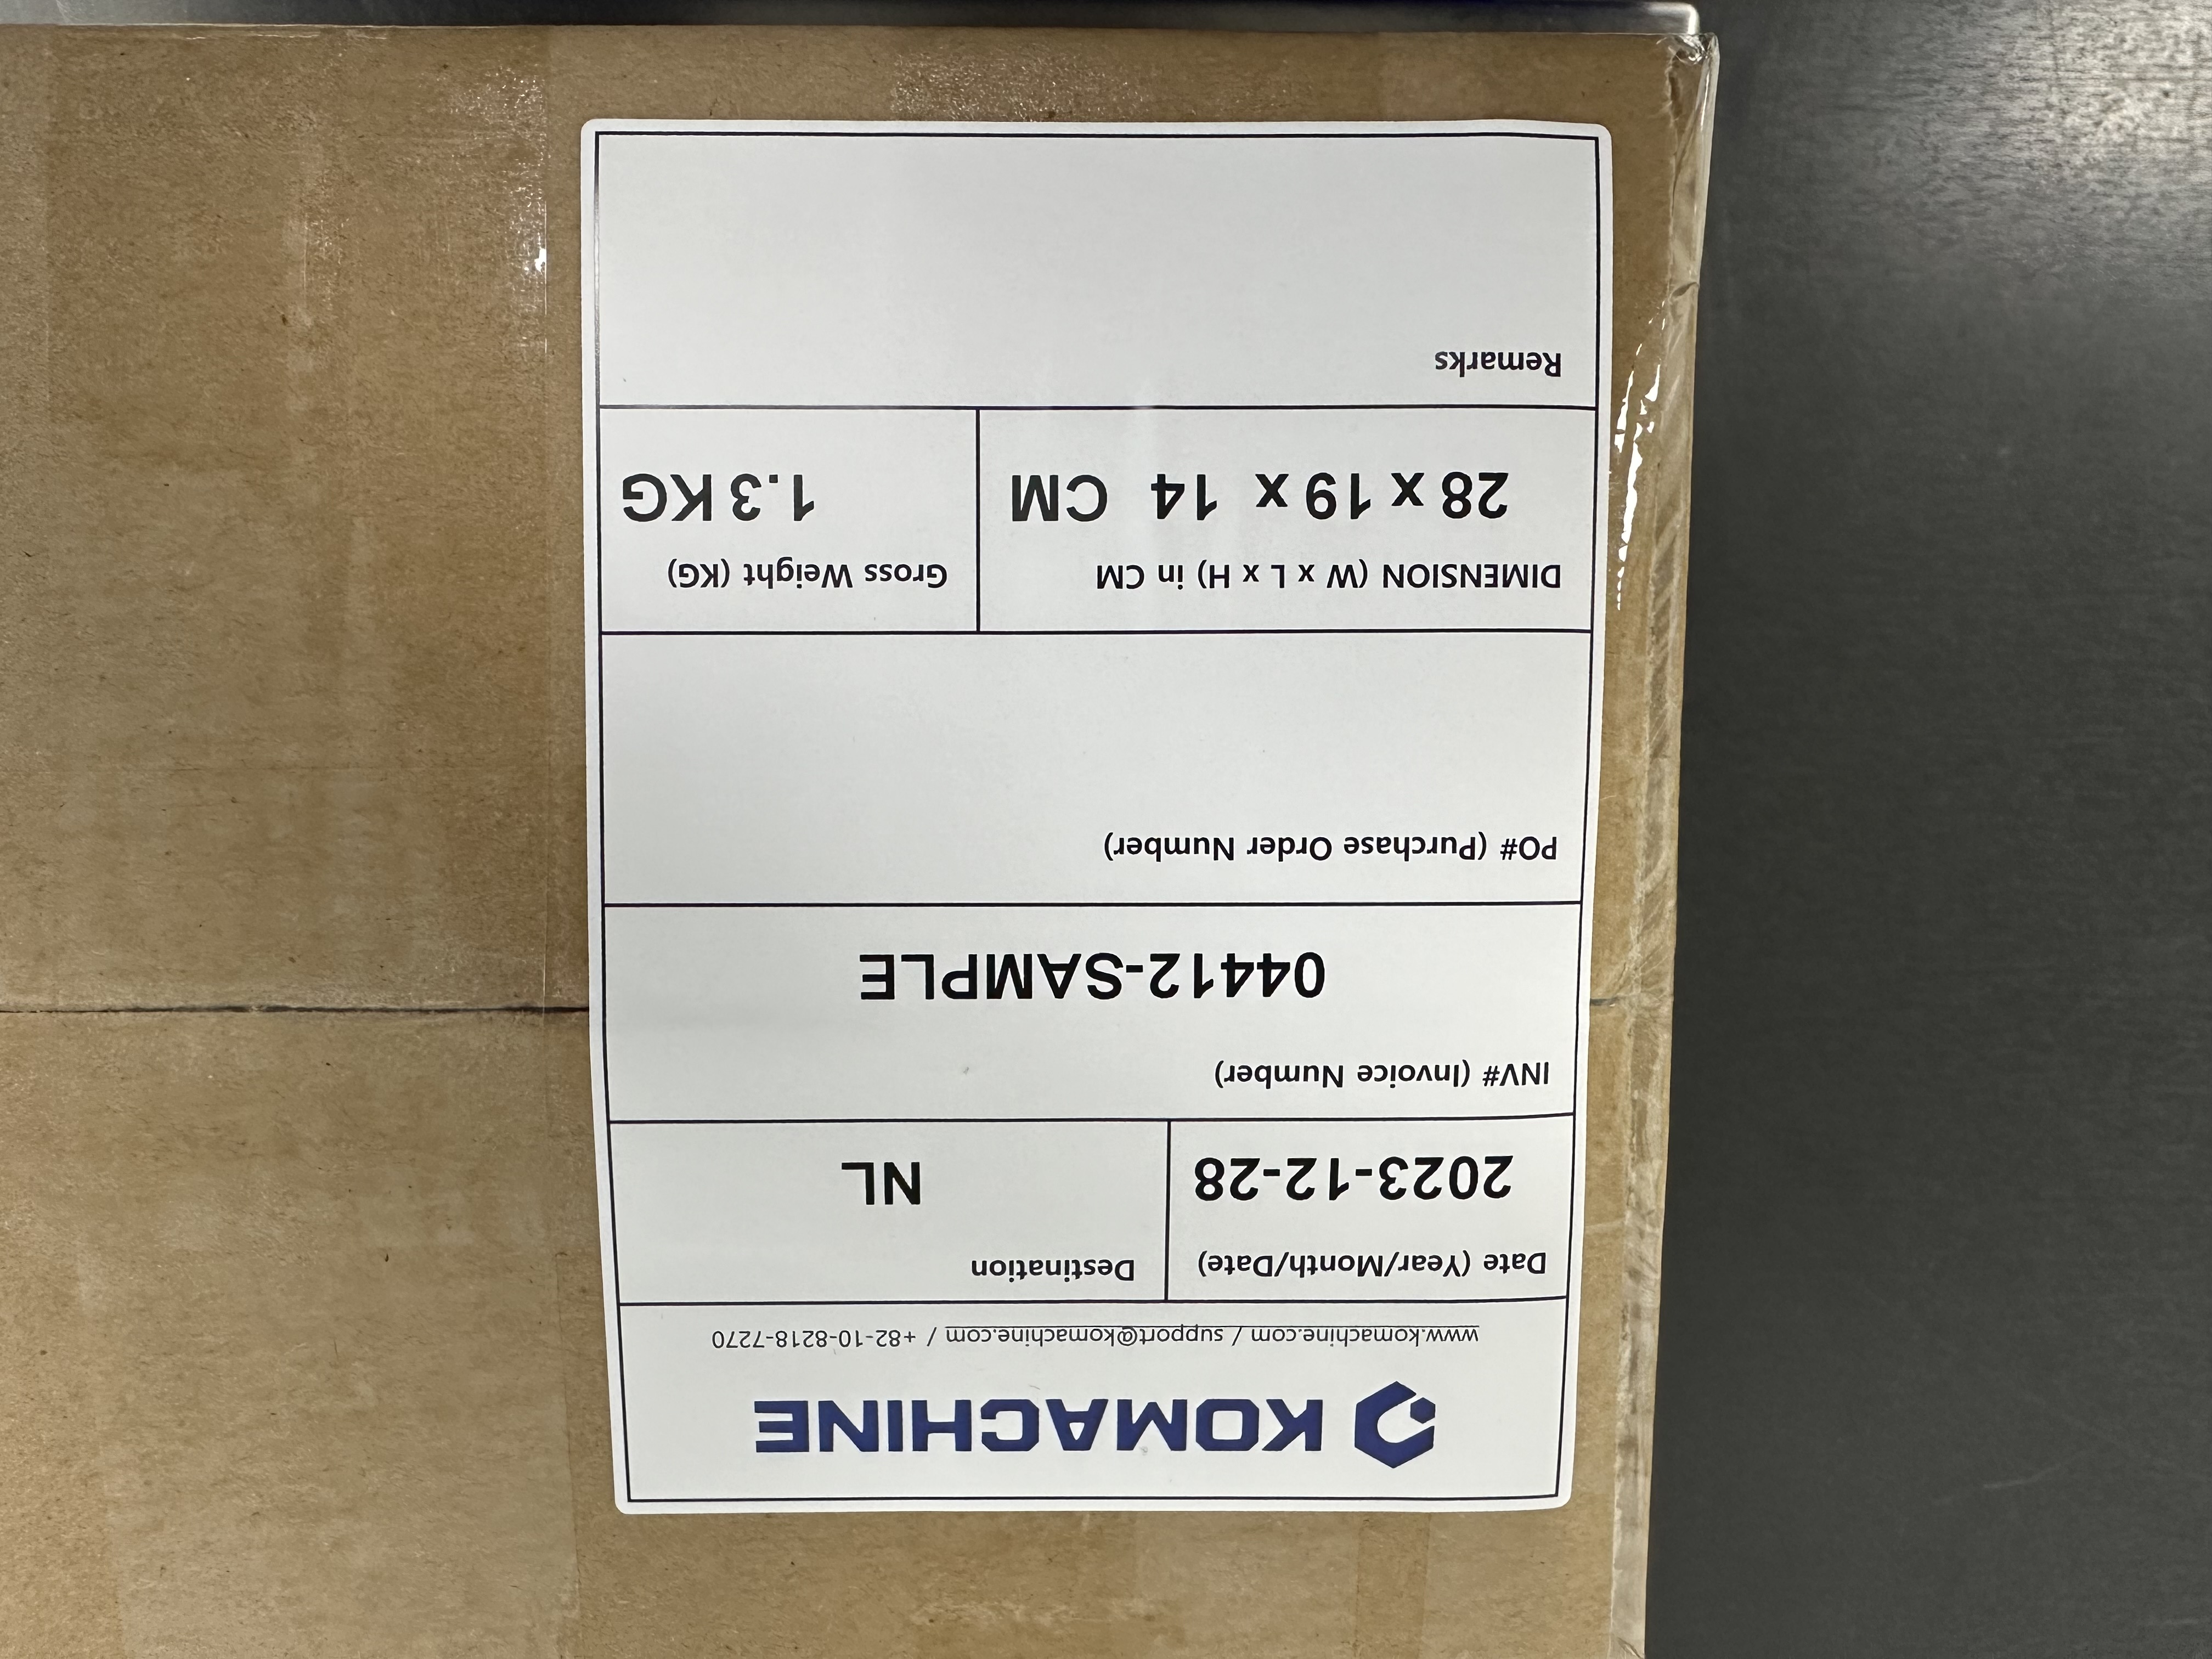 KOMACHINE
www.komachine.com / support@komachine.com / +82-10-8218-7270
Date (Year/Month/Date)
2023-12-28
Destination
NL
INV# (Invoice Number)
04412-SAMPLE
PO# (Purchase Order Number)
DIMENSION (W x L x H) in CM
28 x 19 x 14 CM
Gross Weight (KG)
1.3 KG
Remarks